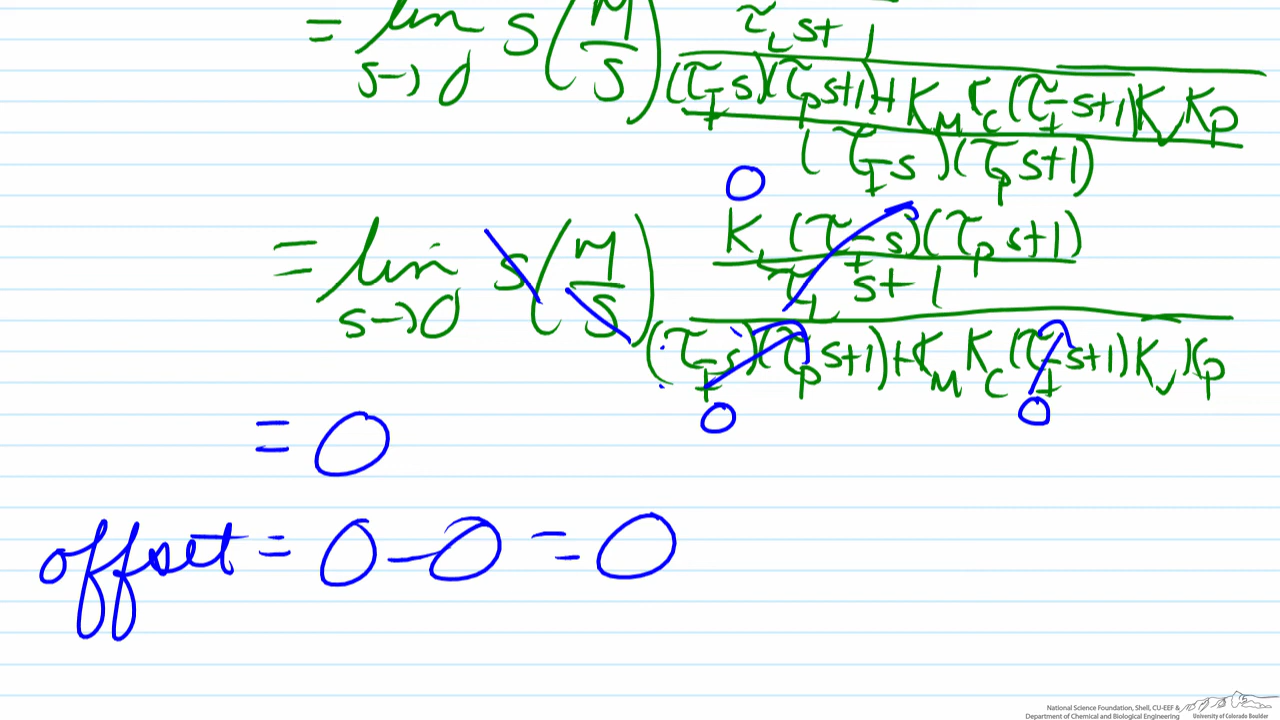 = lim s→0 s(M/s) τ_L s+1
(τ_I s)(τ_p s+1)+K_M K_C(τ_I s+1)K_v K_p
(τ_I s)(τ_p s+1)
0
= lim s→0 s(M/s) K_L(τ_I s)(τ_p s+1)
τ_L s+1
(τ_I s)(τ_p s+1)+K_M K_C(τ_I s+1)K_v K_p
0 0
= 0
offset = 0 - 0 = 0
National Science Foundation, Shell, CU-EEF &
Department of Chemical and Biological Engineering
University of Colorado Boulder